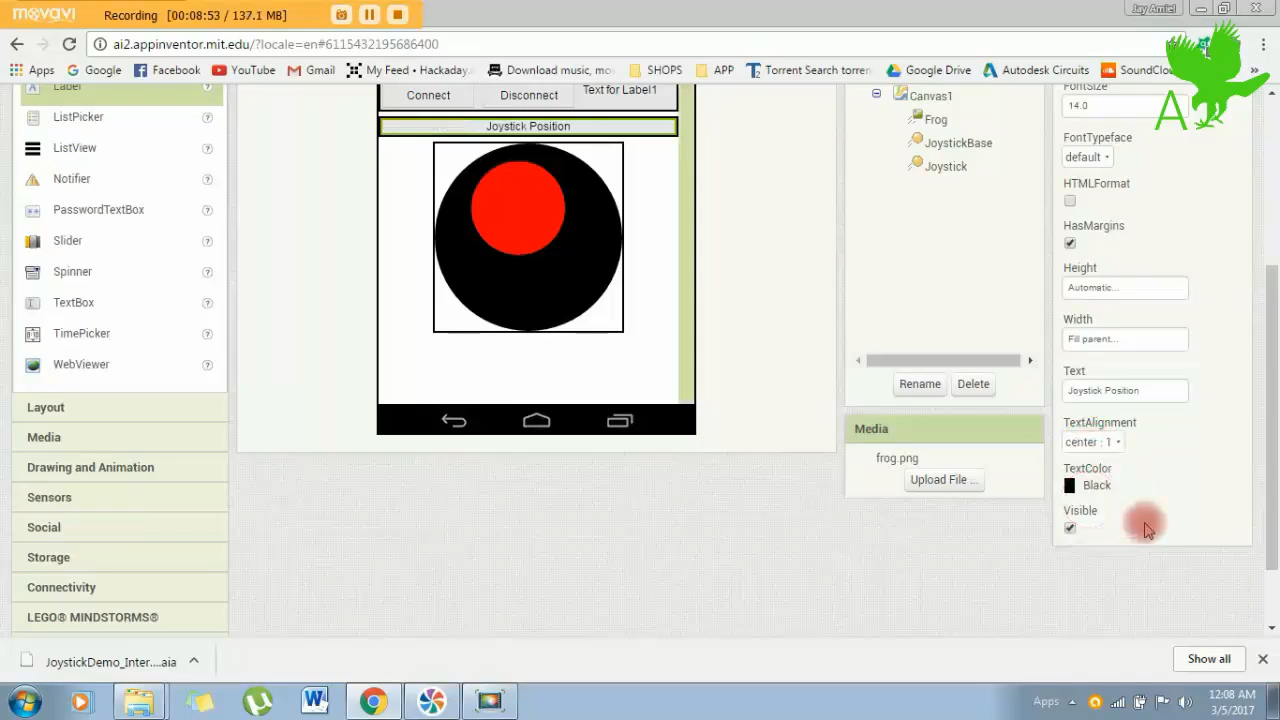 movavi Recording [00:08:53 / 137.1 MB]
Jay Amiel
ai2.appinventor.mit.edu/?locale=en#6115432195686400
Apps Google Facebook YouTube Gmail My Feed - Hackaday Download music, mo SHOPS APP Torrent Search torren Google Drive Autodesk Circuits SoundClou »
A
Label
ListPicker ?
ListView ?
Notifier ?
PasswordTextBox ?
Slider ?
Spinner ?
TextBox ?
TimePicker ?
WebViewer ?
Layout
Media
Drawing and Animation
Sensors
Social
Storage
Connectivity
LEGO® MINDSTORMS®
Connect Disconnect Text for Label1
Joystick Position
Canvas1
Frog
JoystickBase
Joystick
Rename Delete
Media
frog.png
Upload File ...
FontSize
14.0
FontTypeface
default
HTMLFormat
HasMargins
Height
Automatic...
Width
Fill parent...
Text
Joystick Position
TextAlignment
center : 1
TextColor
Black
Visible
JoystickDemo_Inter....aia
Show all
Apps
12:08 AM
3/5/2017